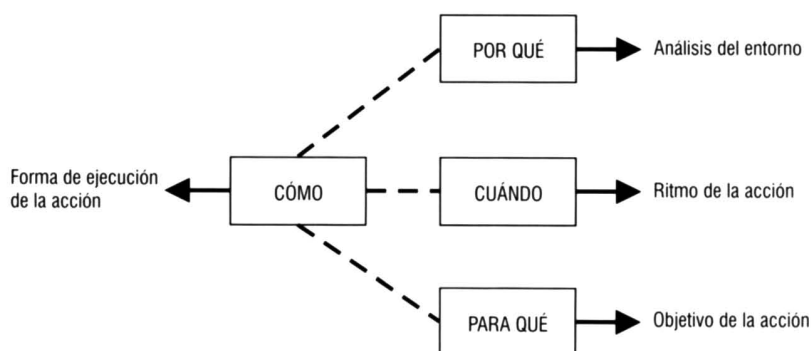 POR QUÉ
Análisis del entorno
Forma de ejecución
de la acción
CÓMO
CUÁNDO
Ritmo de la acción
PARA QUÉ
Objetivo de la acción